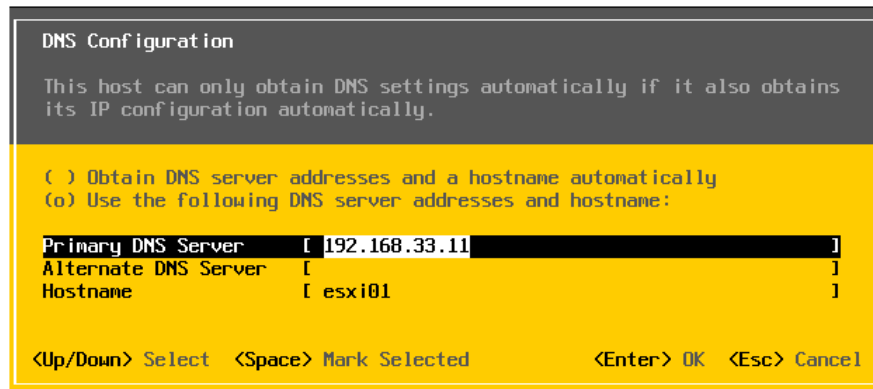 DNS Configuration
This host can only obtain DNS settings automatically if it also obtains
its IP configuration automatically.
( ) Obtain DNS server addresses and a hostname automatically
(o) Use the following DNS server addresses and hostname:
Primary DNS Server [ 192.168.33.11 ]
Alternate DNS Server [ ]
Hostname [ esxi01 ]
<Up/Down> Select <Space> Mark Selected <Enter> OK <Esc> Cancel